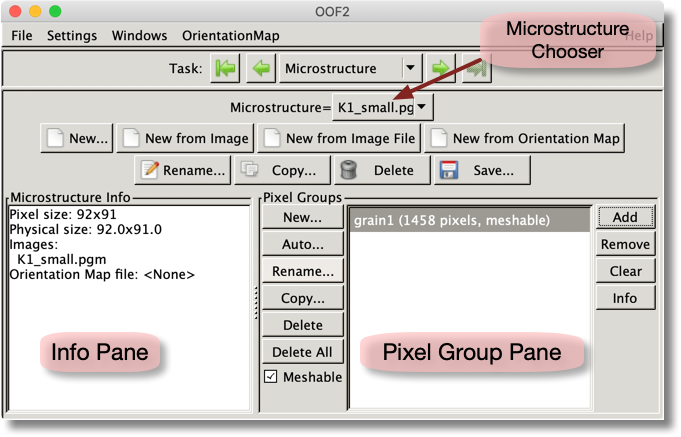 OOF2
File Settings Windows OrientationMap Help
Microstructure
Chooser
Task: Microstructure
Microstructure= K1_small.pg
New... New from Image New from Image File New from Orientation Map
Rename... Copy... Delete Save...
Microstructure Info
Pixel size: 92x91
Physical size: 92.0x91.0
Images:
K1_small.pgm
Orientation Map file: <None>
Info Pane
Pixel Groups
New...
Auto...
Rename...
Copy...
Delete
Delete All
Meshable
grain1 (1458 pixels, meshable)
Pixel Group Pane
Add
Remove
Clear
Info